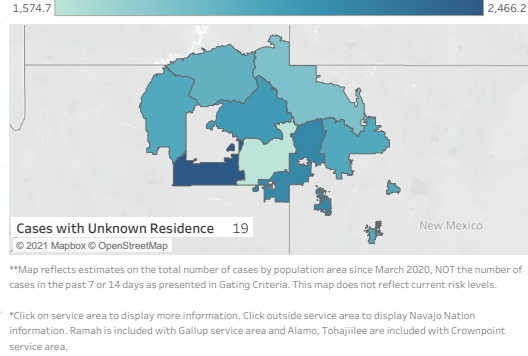 1,574.7 2,466.2
New Mexico
Cases with Unknown Residence 19
© 2021 Mapbox © OpenStreetMap
**Map reflects estimates on the total number of cases by population area since March 2020, NOT the number of
cases in the past 7 or 14 days as presented in Gating Criteria. This map does not reflect current risk levels.
*Click on service area to display more information. Click outside service area to display Navajo Nation
information. Ramah is included with Gallup service area and Alamo, Tohajiilee are included with Crownpoint
service area.